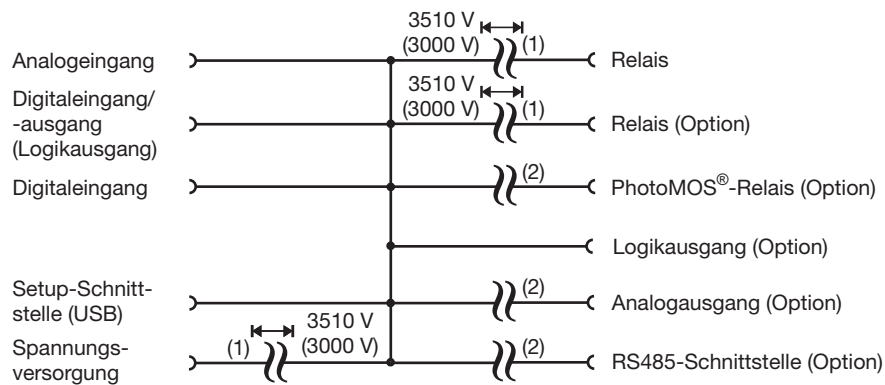 3510 V
(3000 V)
(1)
Analogeingang
Relais
Digitaleingang/
-ausgang
(Logikausgang)
3510 V
(3000 V)
(1)
Relais (Option)
Digitaleingang
(2)
PhotoMOS®-Relais (Option)
Logikausgang (Option)
Setup-Schnitt-
stelle (USB)
(2)
Analogausgang (Option)
Spannungs-
versorgung
(1)
3510 V
(3000 V)
(2)
RS485-Schnittstelle (Option)